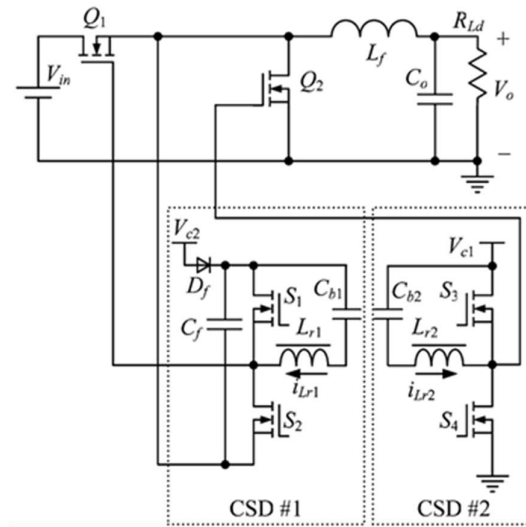 Q1
RLd
+
Lf
Vin
Q2
Co
Vo
−
Vc2
Vc1
Df
S1
Cb1
Cb2
S3
Cf
Lr1
Lr2
iLr1
iLr2
S2
S4
CSD #1
CSD #2